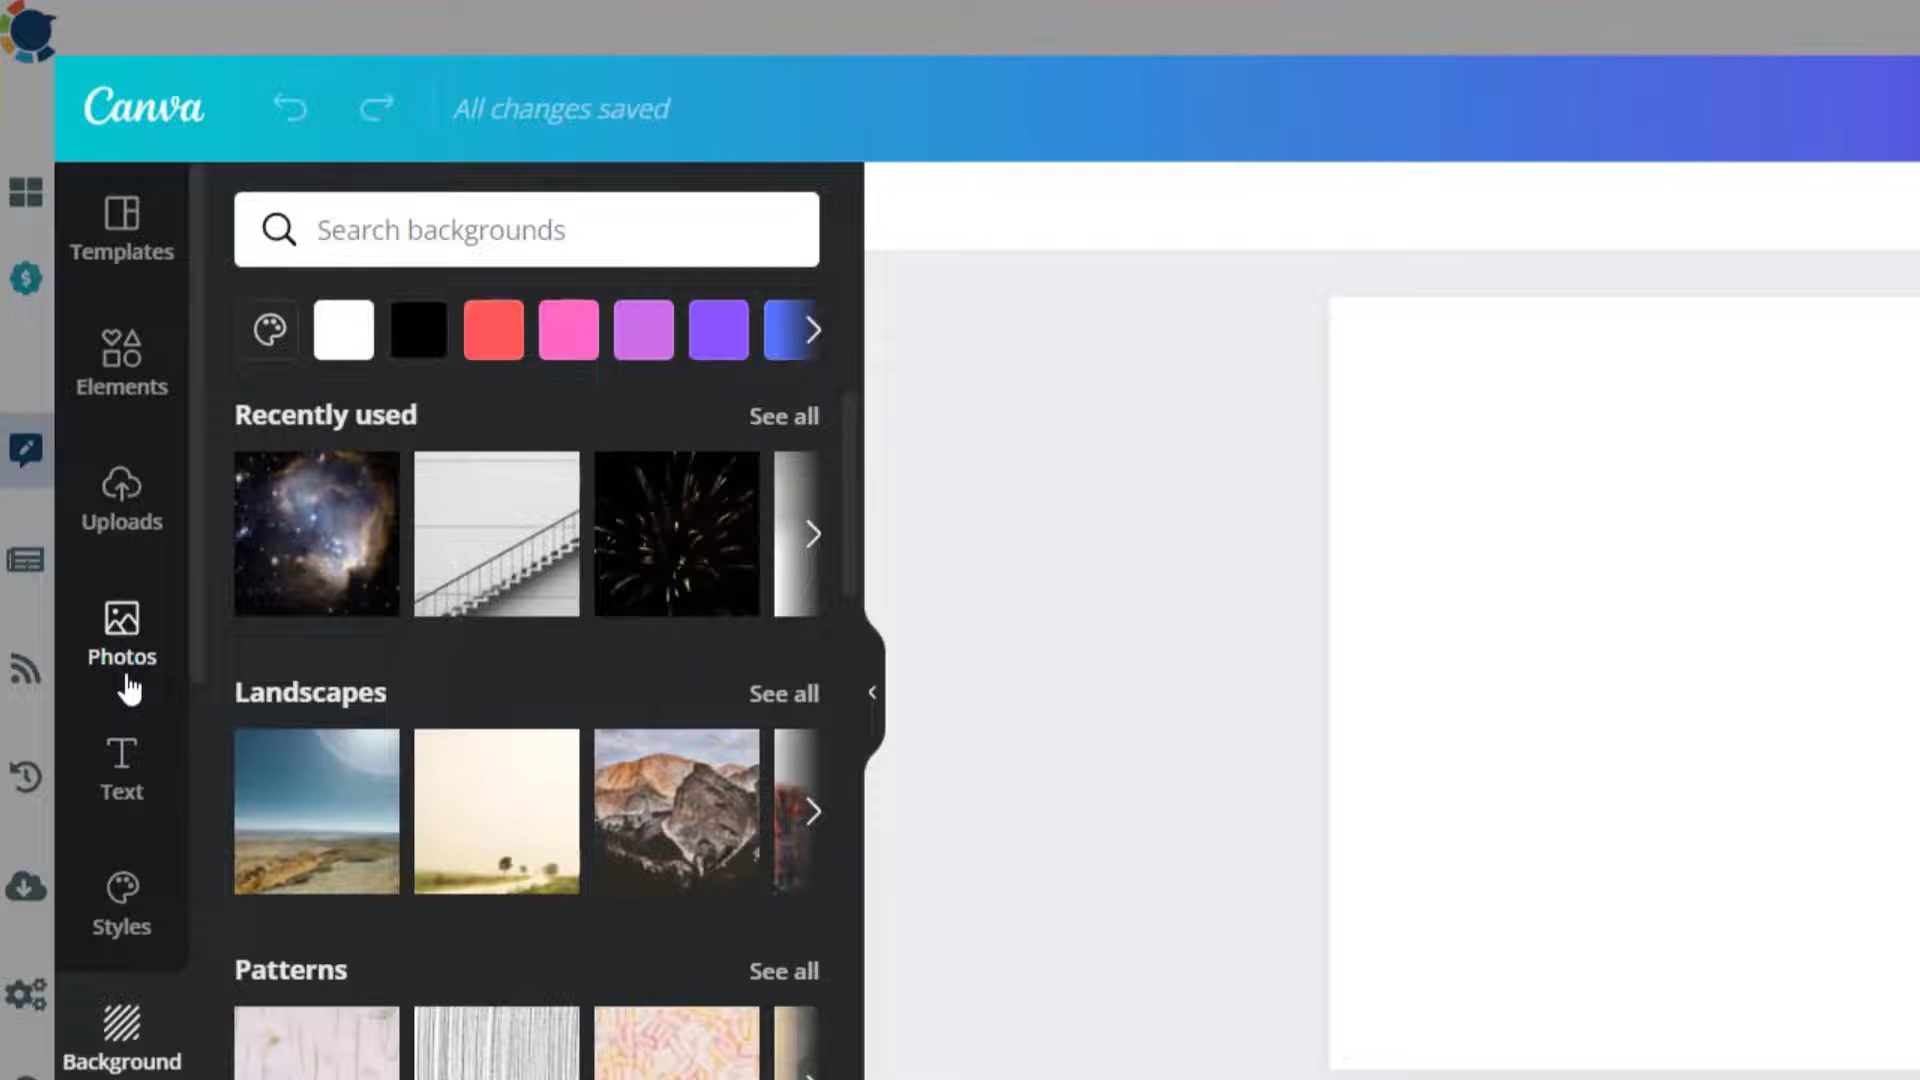 Canva
All changes saved
Templates
Elements
Uploads
Photos
Text
Styles
Background
Search backgrounds
Recently used
See all
Landscapes
See all
Patterns
See all